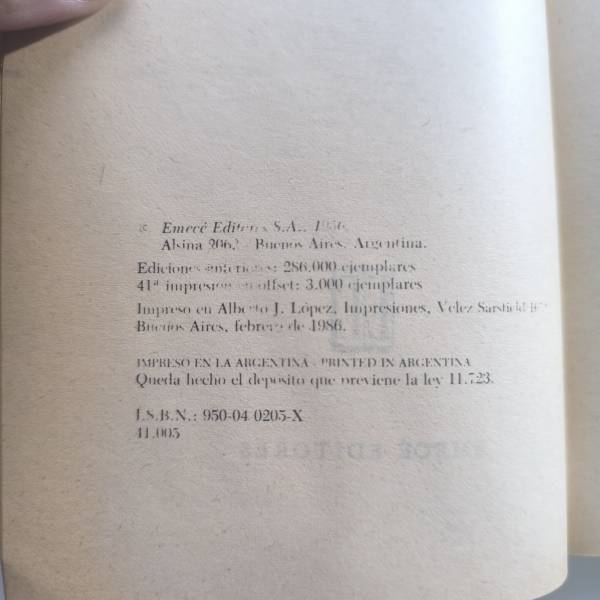 © Emecé Editores S.A., 1956
Alsina 2062 - Buenos Aires, Argentina.
Ediciones anteriores: 286.000 ejemplares
41ª impresión en offset: 3.000 ejemplares
Impreso en Alberto J. López, Impresiones, Velez Sarsfield
Buenos Aires, febrero de 1986.
IMPRESO EN LA ARGENTINA - PRINTED IN ARGENTINA
Queda hecho el depósito que previene la ley 11.723.
I.S.B.N.: 950-04-0205-X
41.005
EMECÉ EDITORES